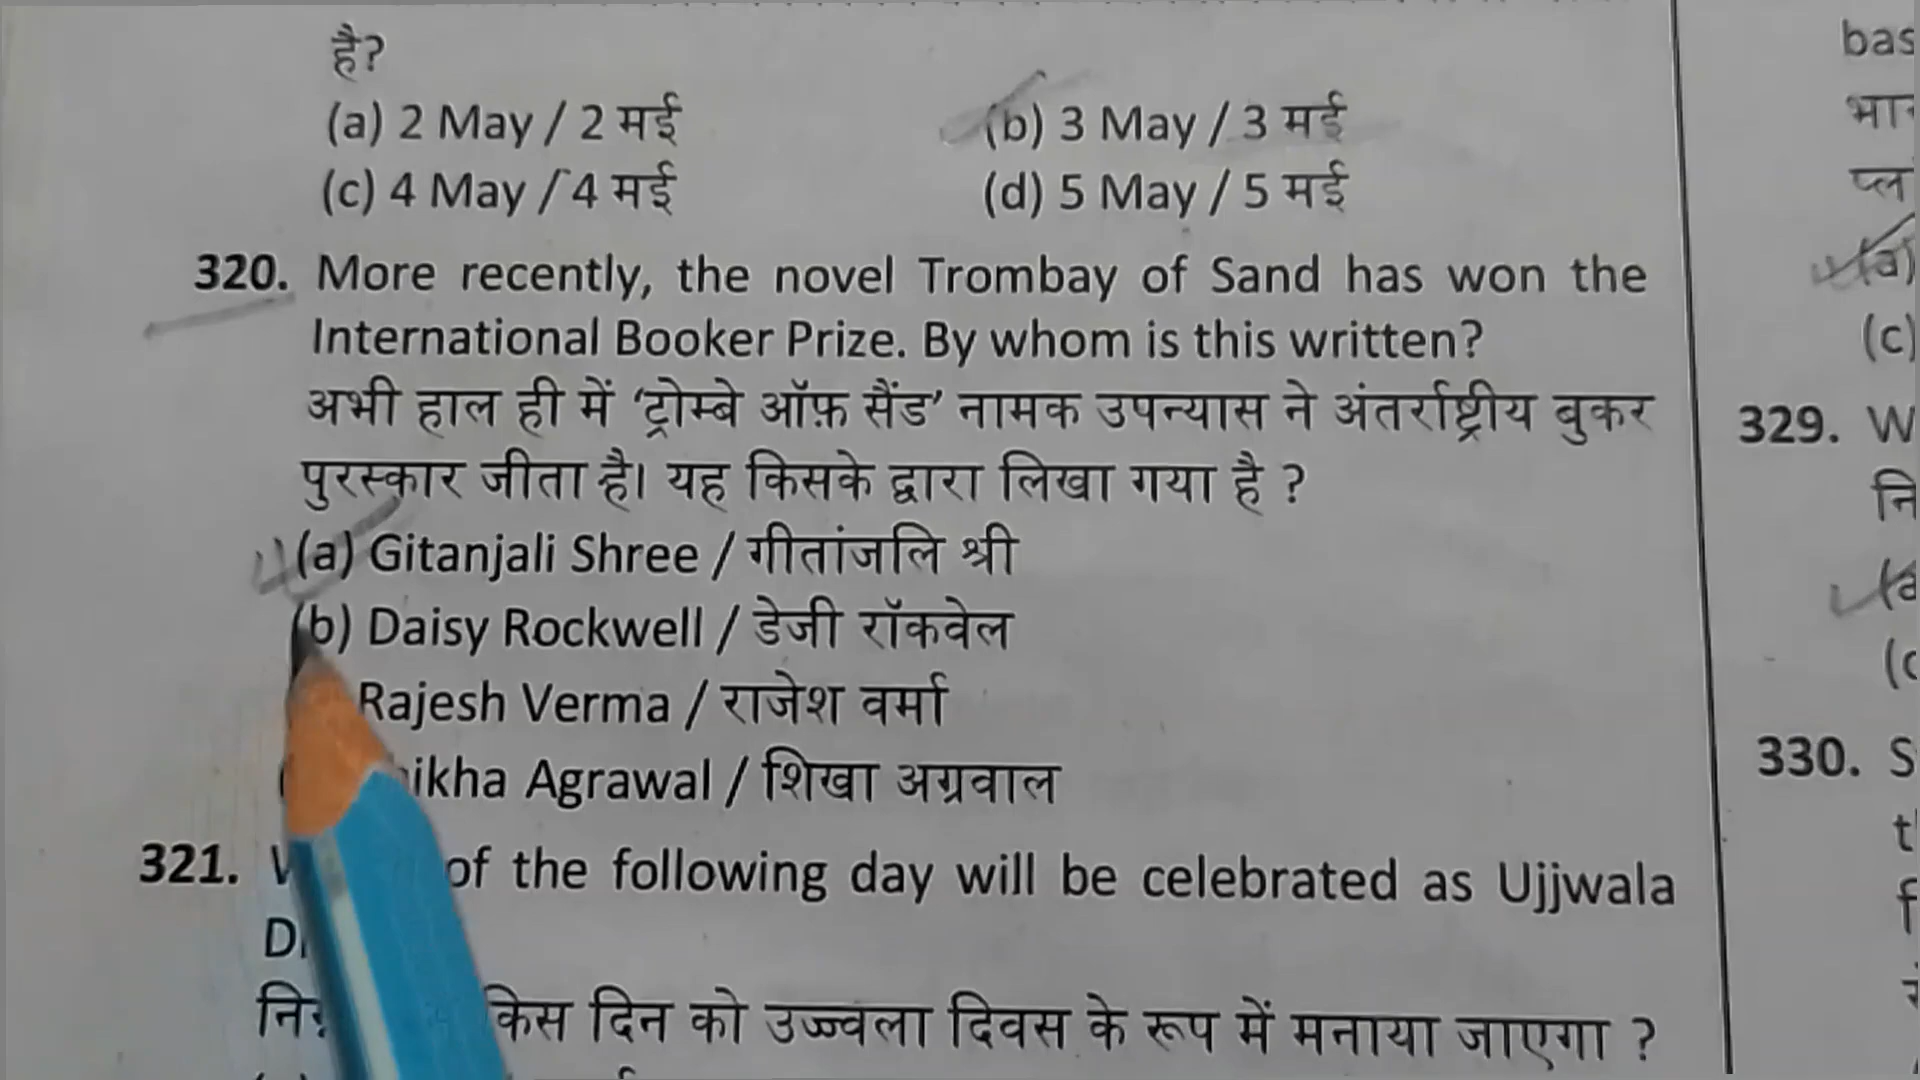 है?
(a) 2 May / 2 मई
(b) 3 May / 3 मई
(c) 4 May / 4 मई
(d) 5 May / 5 मई
320. More recently, the novel Trombay of Sand has won the
International Booker Prize. By whom is this written?
अभी हाल ही में ‘ट्रोम्बे ऑफ़ सैंड’ नामक उपन्यास ने अंतर्राष्ट्रीय बुकर
पुरस्कार जीता है। यह किसके द्वारा लिखा गया है ?
(a) Gitanjali Shree / गीतांजलि श्री
(b) Daisy Rockwell / डेजी रॉकवेल
Rajesh Verma / राजेश वर्मा
Agrawal / शिखा अग्रवाल
321. of the following day will be celebrated as Ujjwala
किस दिन को उज्ज्वला दिवस के रूप में मनाया जाएगा ?
(a)
(c)
329.
330.